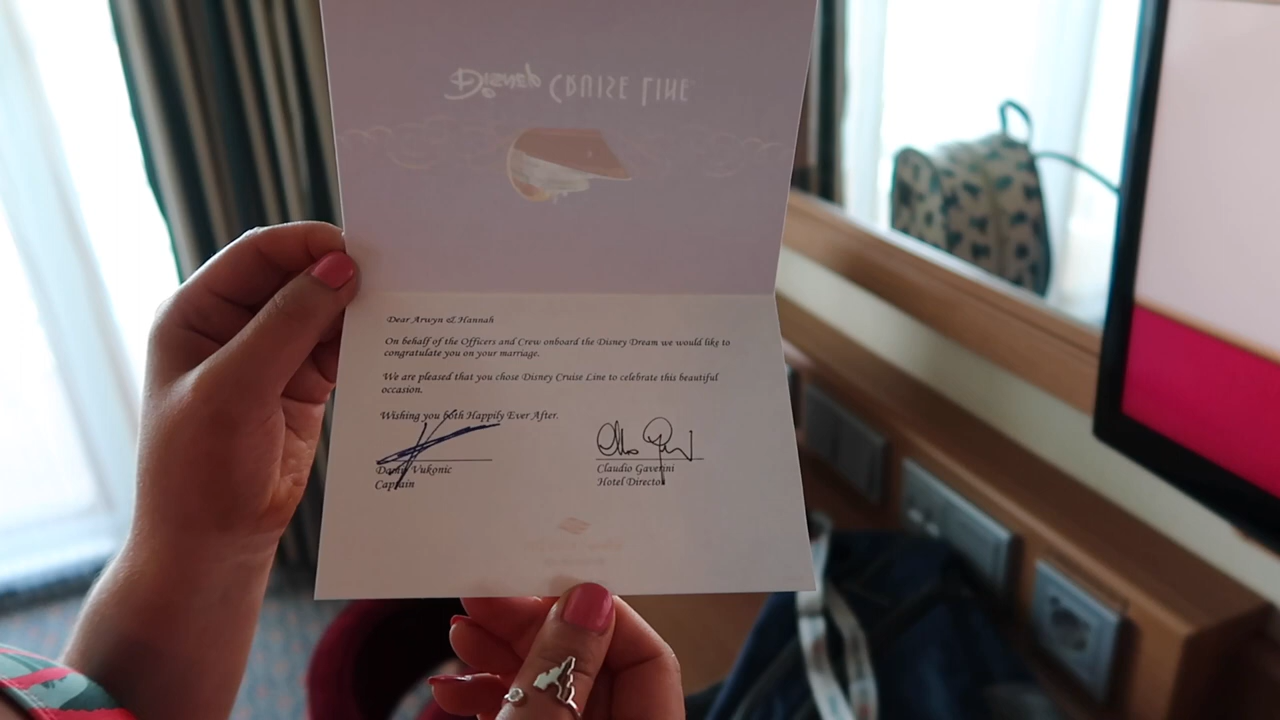 Disney CRUISE LINE
Dear Arwyn & Hannah
On behalf of the Officers and Crew onboard the Disney Dream we would like to
congratulate you on your marriage.
We are pleased that you chose Disney Cruise Line to celebrate this beautiful
occasion.
Wishing you both Happily Ever After.
Vukonic
Claudio Gaverini
Captain
Hotel Director